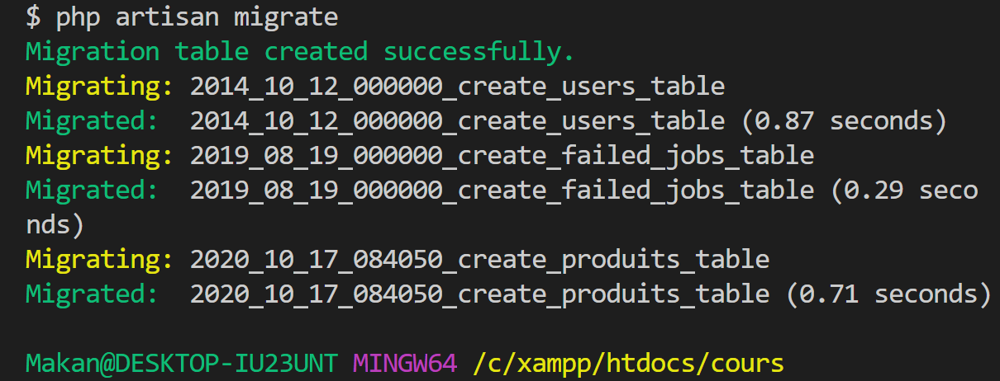 $ php artisan migrate
Migration table created successfully.
Migrating: 2014_10_12_000000_create_users_table
Migrated:  2014_10_12_000000_create_users_table (0.87 seconds)
Migrating: 2019_08_19_000000_create_failed_jobs_table
Migrated:  2019_08_19_000000_create_failed_jobs_table (0.29 seco
nds)
Migrating: 2020_10_17_084050_create_produits_table
Migrated:  2020_10_17_084050_create_produits_table (0.71 seconds)
Makan@DESKTOP-IU23UNT MINGW64 /c/xampp/htdocs/cours